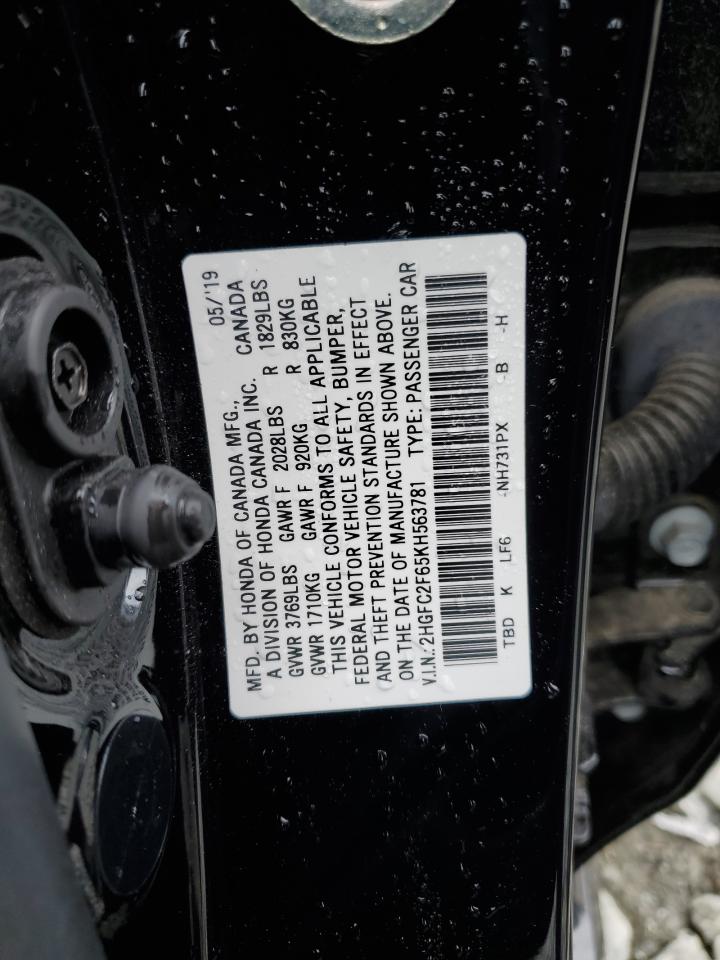 MFD. BY HONDA OF CANADA MFG., 05/'19
A DIVISION OF HONDA CANADA INC. CANADA
GVWR 3769LBS GAWR F 2028LBS R 1829LBS
GVWR 1710KG GAWR F 920KG R 830KG
THIS VEHICLE CONFORMS TO ALL APPLICABLE
FEDERAL MOTOR VEHICLE SAFETY, BUMPER,
AND THEFT PREVENTION STANDARDS IN EFFECT
ON THE DATE OF MANUFACTURE SHOWN ABOVE.
V.I.N.: 2HGFC2F65KH563781 TYPE: PASSENGER CAR
TBD K LF6 -NH731PX -B -H